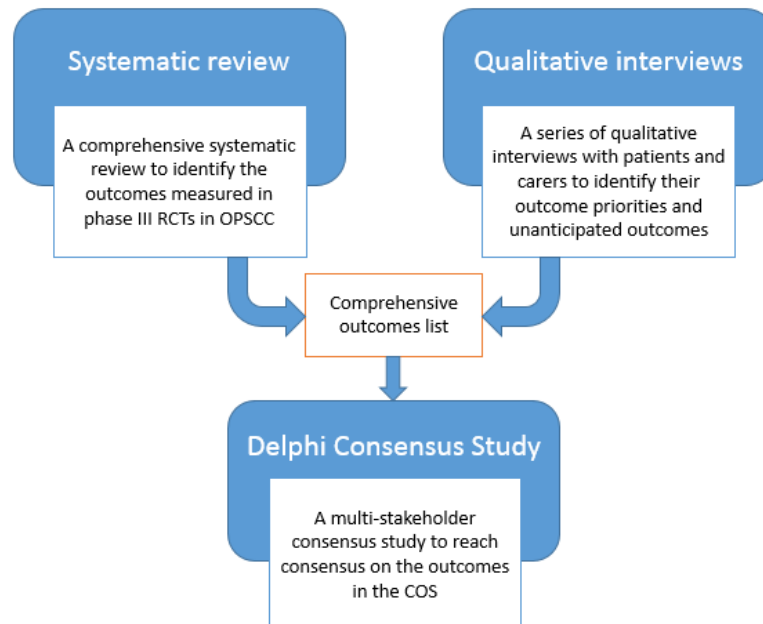 Systematic review
A comprehensive systematic
review to identify the
outcomes measured in
phase III RCTs in OPSCC
Qualitative interviews
A series of qualitative
interviews with patients and
carers to identify their
outcome priorities and
unanticipated outcomes
Comprehensive
outcomes list
Delphi Consensus Study
A multi-stakeholder
consensus study to reach
consensus on the outcomes
in the COS